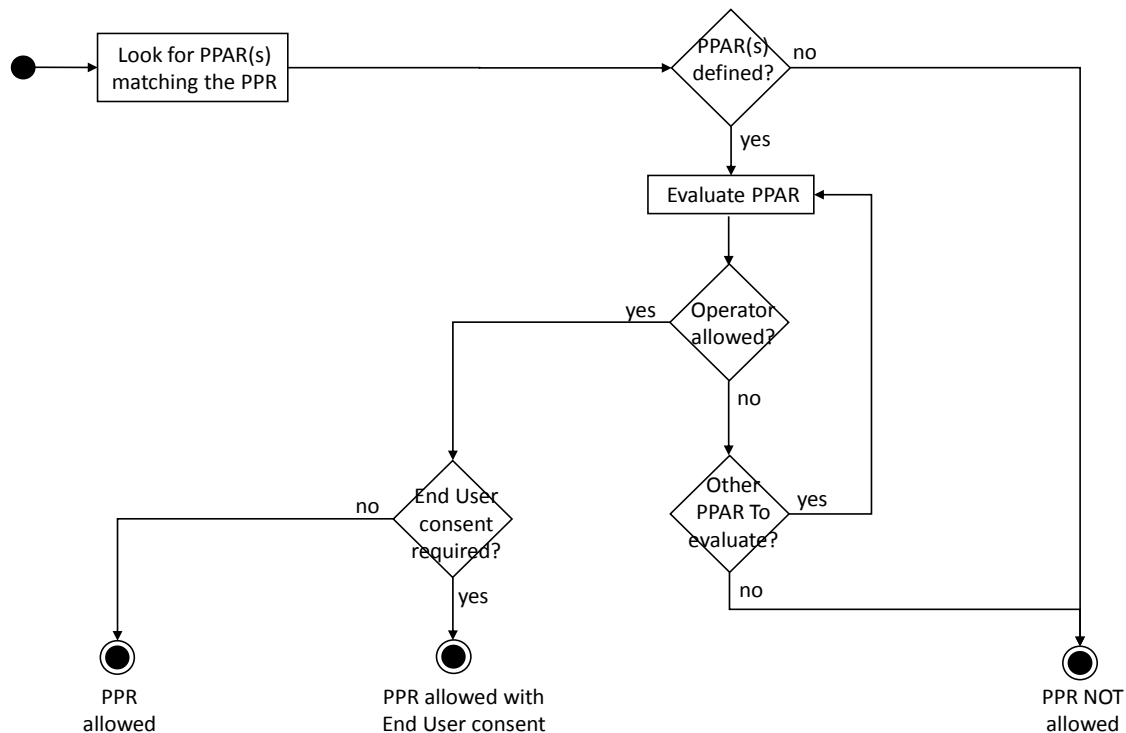 Look for PPAR(s)
matching the PPR
PPAR(s)
defined?
no
yes
Evaluate PPAR
yes
Operator
allowed?
no
Other
PPAR To
evaluate?
yes
no
no
End User
consent
required?
yes
PPR
allowed
PPR allowed with
End User consent
PPR NOT
allowed